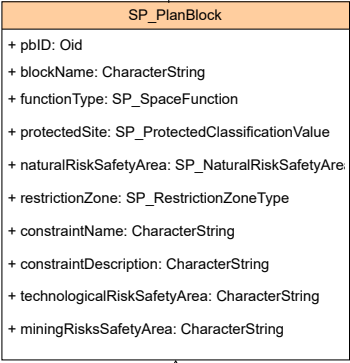 SP_PlanBlock
+ pbID: Oid
+ blockName: CharacterString
+ functionType: SP_SpaceFunction
+ protectedSite: SP_ProtectedClassificationValue
+ naturalRiskSafetyArea: SP_NaturalRiskSafetyArea
+ restrictionZone: SP_RestrictionZoneType
+ constraintName: CharacterString
+ constraintDescription: CharacterString
+ technologicalRiskSafetyArea: CharacterString
+ miningRisksSafetyArea: CharacterString